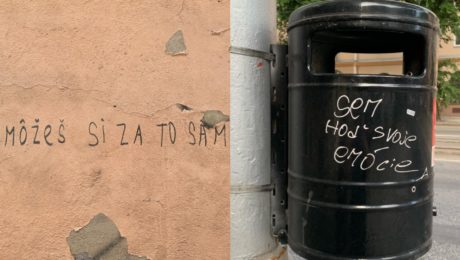 MÔŽEŠ SI ZA TO SÁM
SEM
HOĎ SVOJE
EMÓCIE